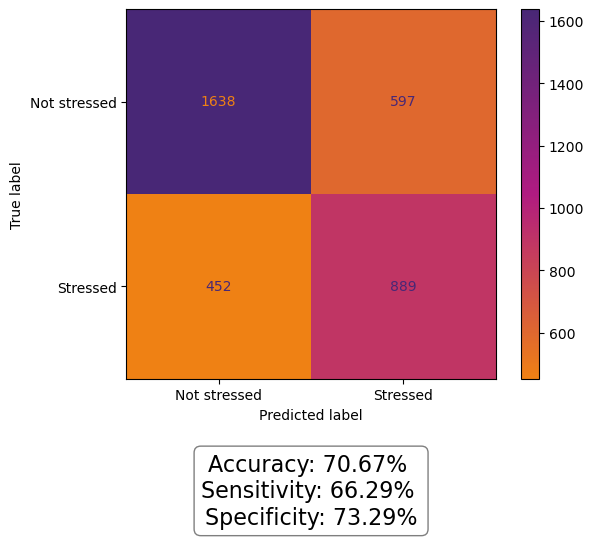 1600
1638
597
Not stressed
1400
1200
True label
1000
800
452
889
Stressed
600
Not stressed
Stressed
Predicted label
Accuracy: 70.67%
Sensitivity: 66.29%
Specificity: 73.29%